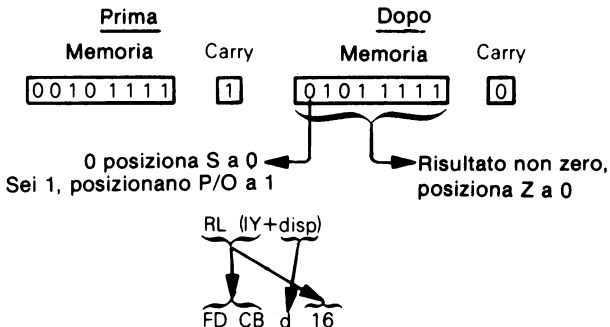 Prima Dopo
Memoria Carry Memoria Carry
00101111 1 01011111 0
0 posiziona S a 0 Risultato non zero,
Sei 1, posizionano P/O a 1 posiziona Z a 0
RL (IY+disp)
FD CB d 16